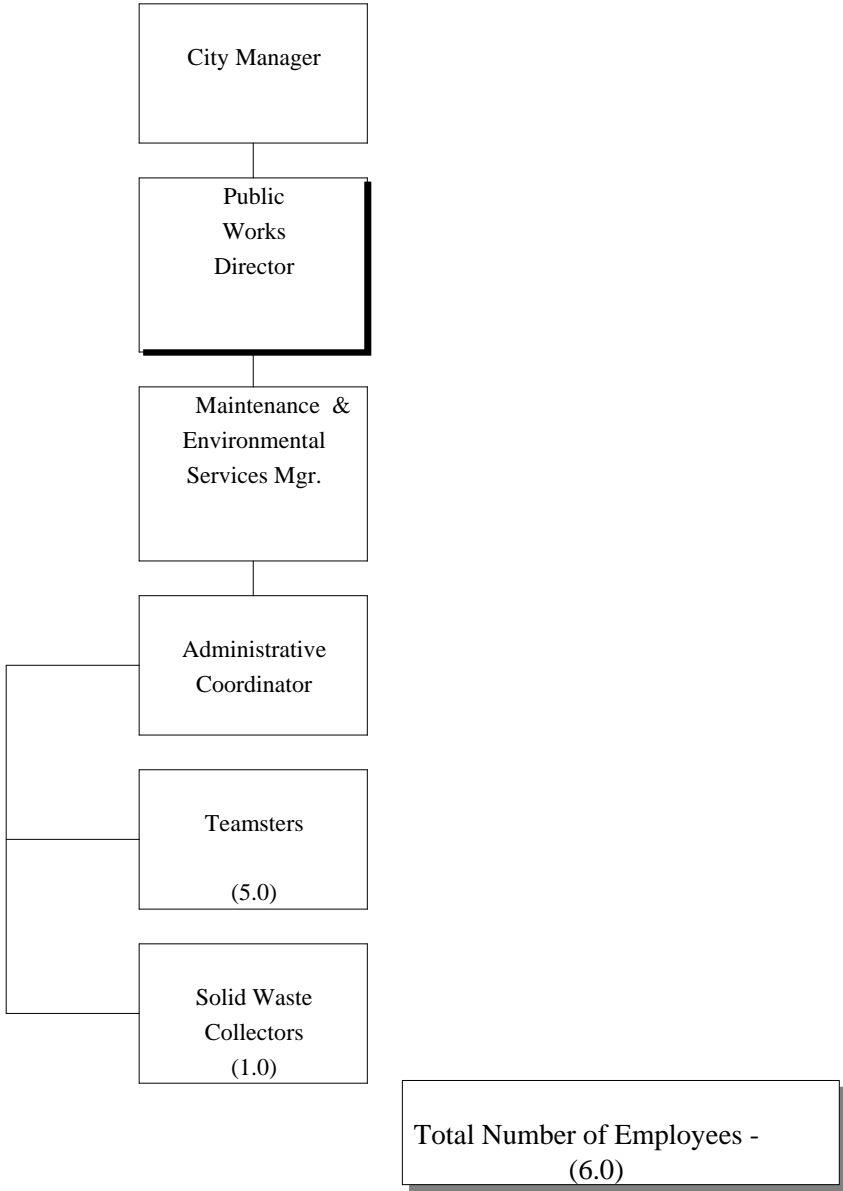 City Manager
Public
Works
Director
Maintenance &
Environmental
Services Mgr.
Administrative
Coordinator
Teamsters
(5.0)
Solid Waste
Collectors
(1.0)
Total Number of Employees -
(6.0)